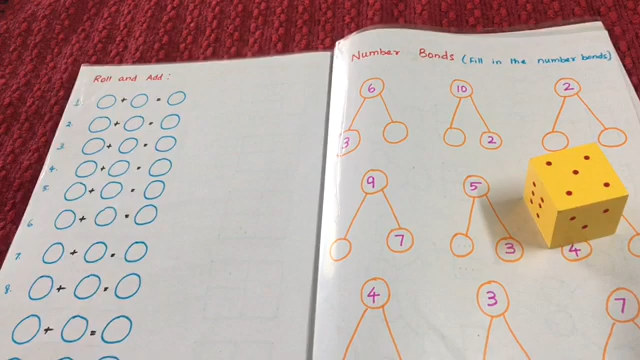 Roll and Add:
1. + =
2. + =
3. + =
4. + =
5. + =
6. + =
7. + =
8. + =
+ =
Number Bonds (Fill in the number bonds)
6 10 2
3 2
9 5
7 3 4
4 3 7